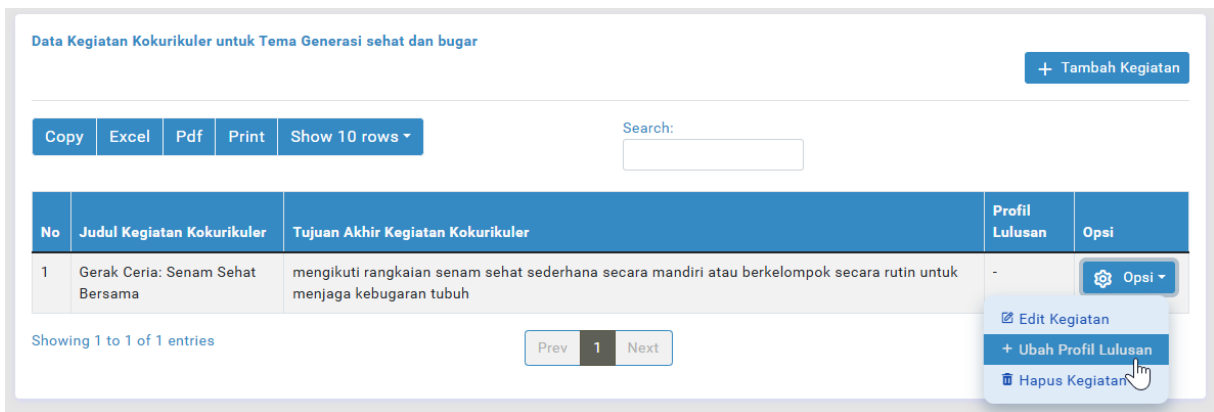 Data Kegiatan Kokurikuler untuk Tema Generasi sehat dan bugar
+ Tambah Kegiatan
Copy Excel Pdf Print Show 10 rows
Search:
No Judul Kegiatan Kokurikuler Tujuan Akhir Kegiatan Kokurikuler Profil Lulusan Opsi
1 Gerak Ceria: Senam Sehat Bersama mengikuti rangkaian senam sehat sederhana secara mandiri atau berkelompok secara rutin untuk menjaga kebugaran tubuh - Opsi
Edit Kegiatan
+ Ubah Profil Lulusan
Hapus Kegiatan
Showing 1 to 1 of 1 entries
Prev 1 Next